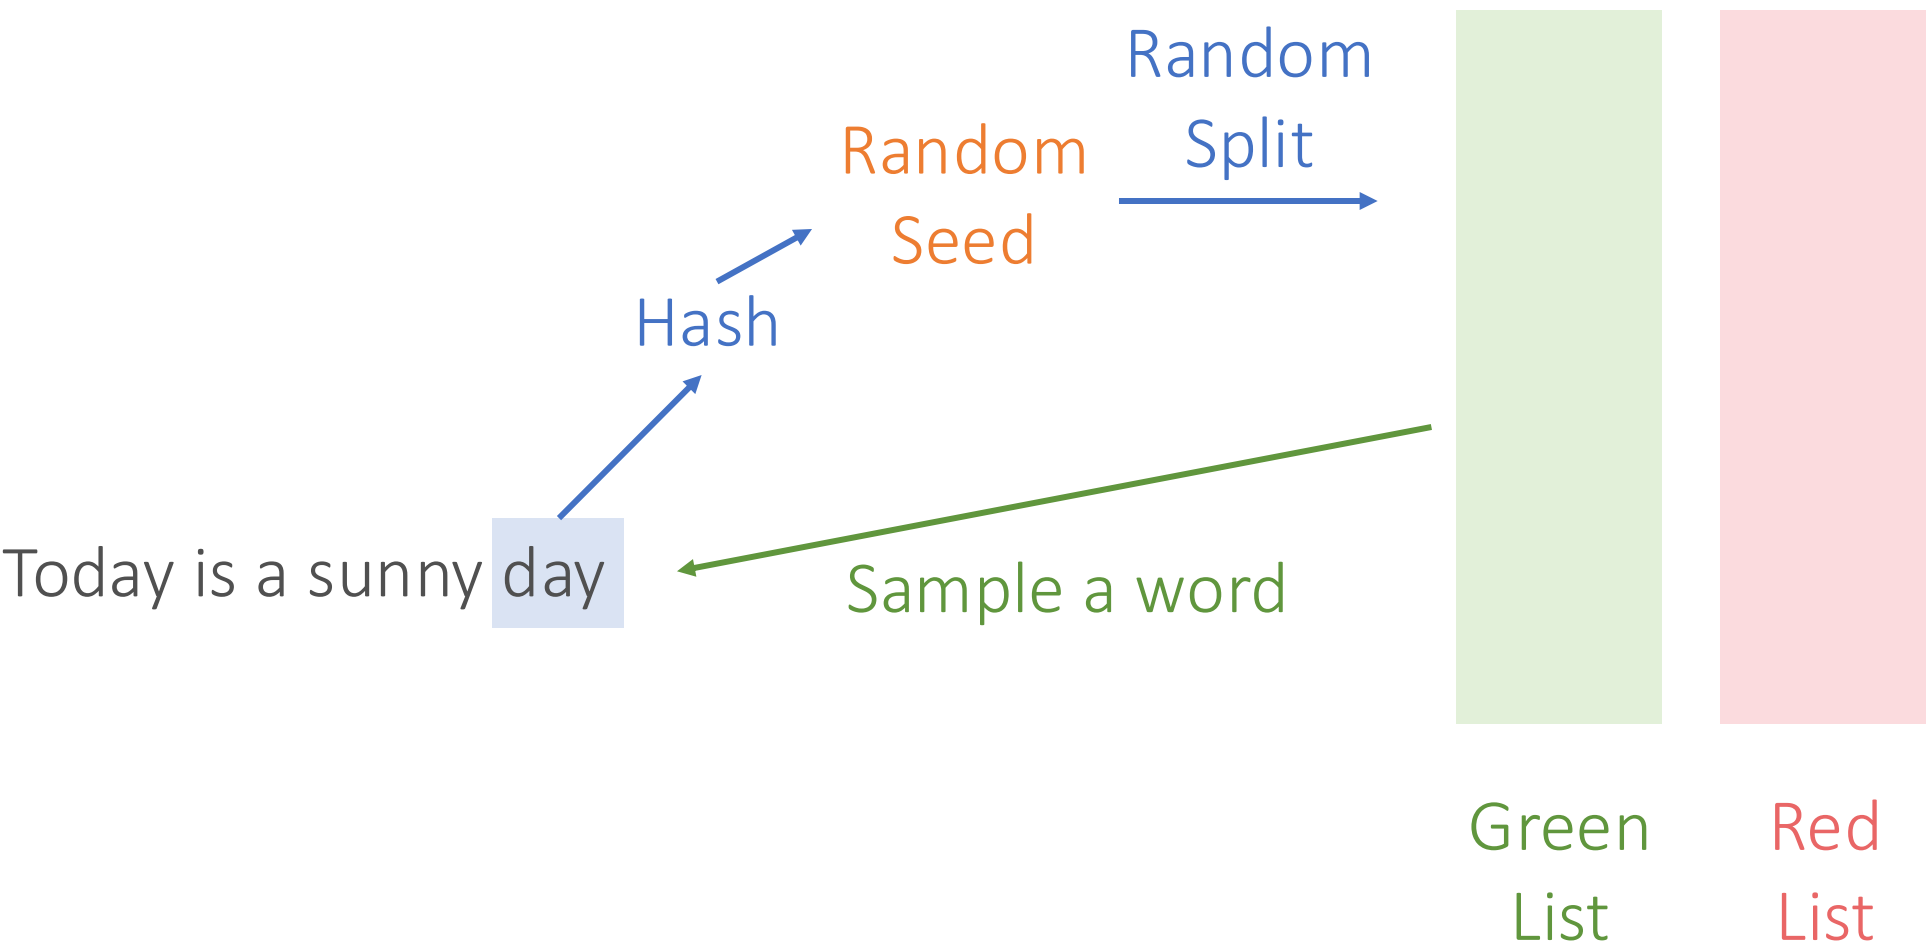 Random
Split
Random
Seed
Hash
Today is a sunny day
Sample a word
Green
List
Red
List